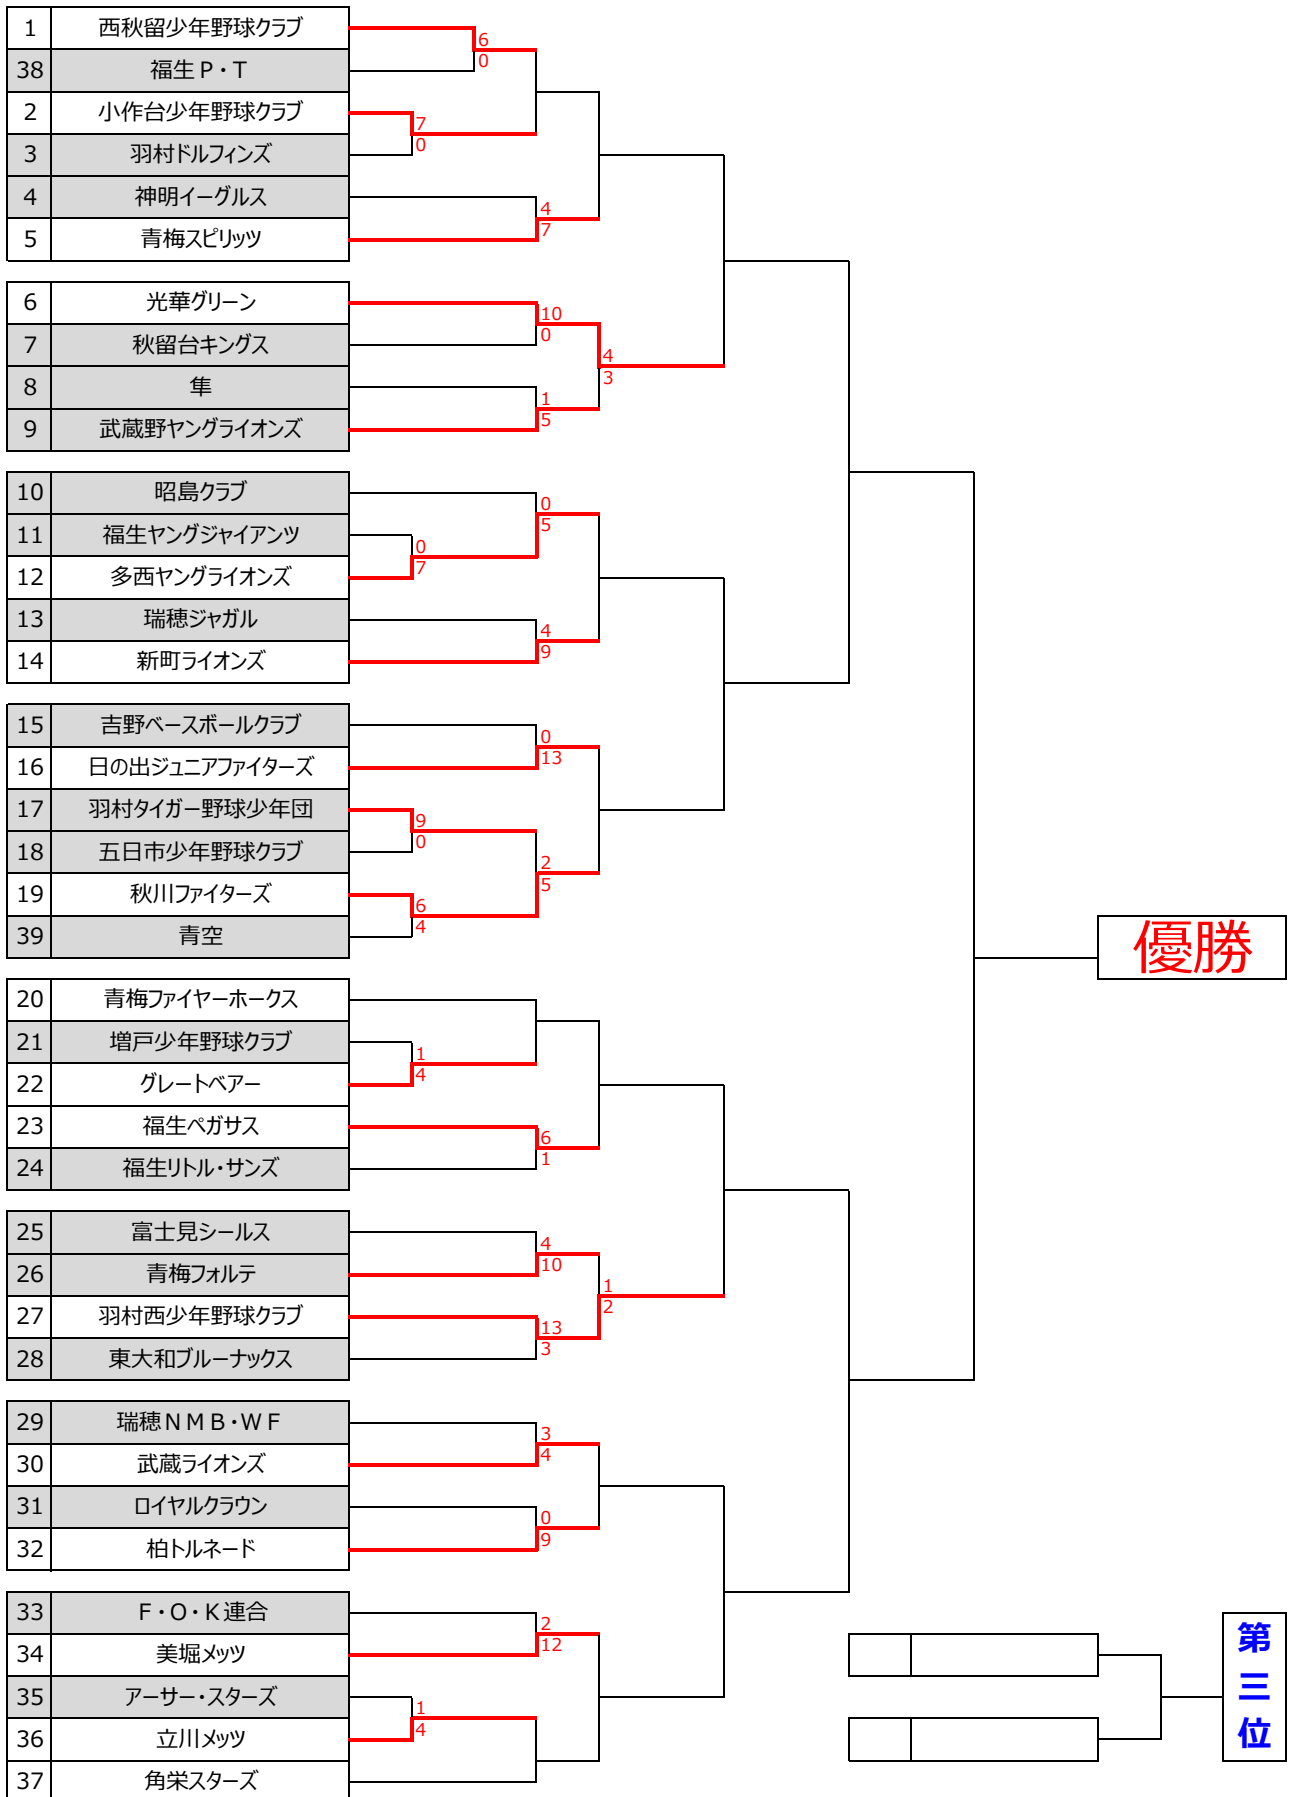 1 西秋留少年野球クラブ
6
38 福生P・T
0
2 小作台少年野球クラブ
7
3 羽村ドルフィンズ
0
4 神明イーグルス
4
5 青梅スピリッツ
7
6 光華グリーン
10
7 秋留台キングス
0
4
3
8 隼
1
9 武蔵野ヤングライオンズ
5
10 昭島クラブ
0
5
11 福生ヤングジャイアンツ
0
12 多西ヤングライオンズ
7
13 瑞穂ジャガル
4
14 新町ライオンズ
9
15 吉野ベースボールクラブ
0
16 日の出ジュニアファイターズ
13
17 羽村タイガー野球少年団
9
18 五日市少年野球クラブ
0
2
5
19 秋川ファイターズ
6
39 青空
4
優勝
20 青梅ファイヤーホークス
21 増戸少年野球クラブ
1
22 グレートベアー
4
23 福生ペガサス
6
24 福生リトル・サンズ
1
25 富士見シールス
4
26 青梅フォルテ
10
1
2
27 羽村西少年野球クラブ
13
28 東大和ブルーナックス
3
29 瑞穂NMB・WF
3
30 武蔵ライオンズ
4
31 ロイヤルクラウン
0
32 柏トルネード
9
33 F・O・K連合
2
34 美堀メッツ
12
35 アーサー・スターズ
1
36 立川メッツ
4
37 角栄スターズ
第三位